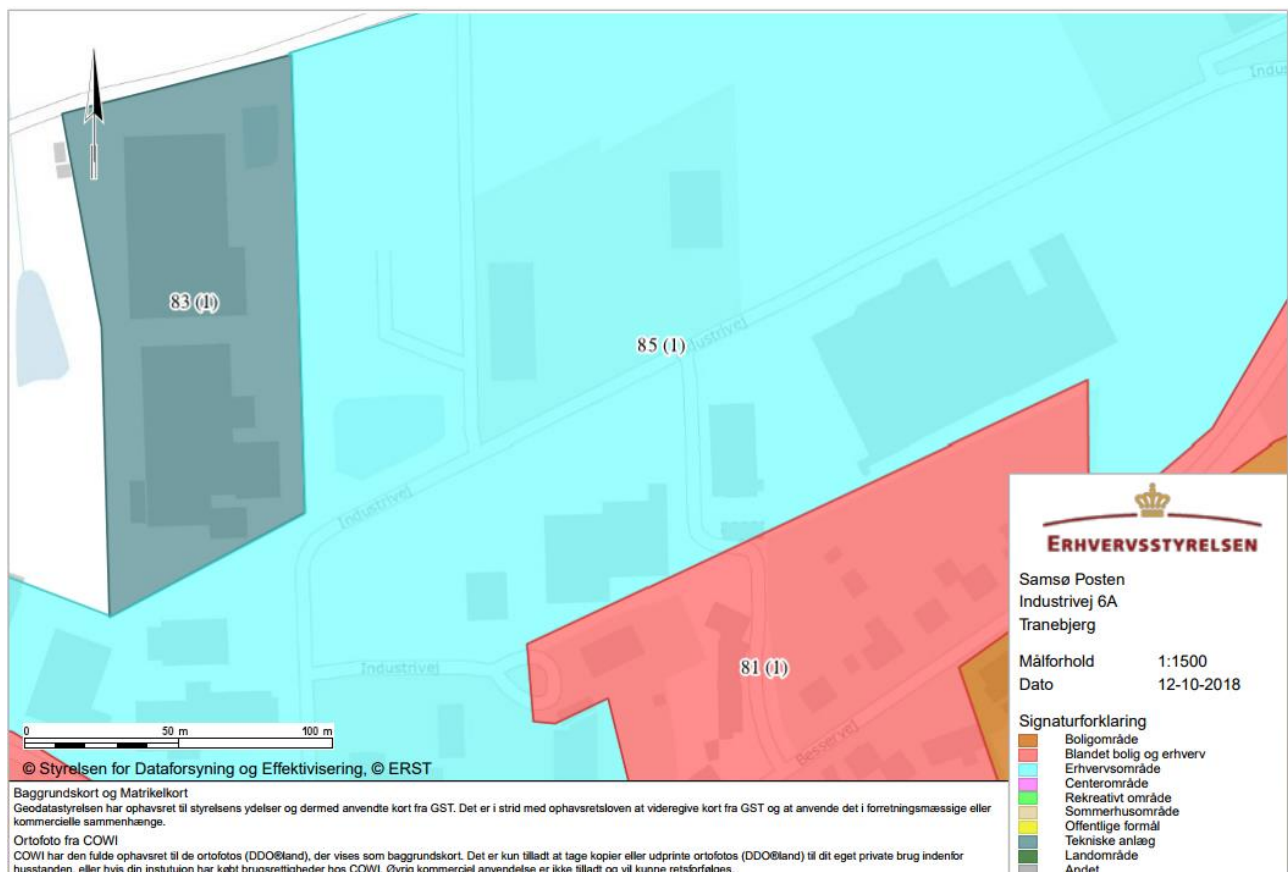 Indus
83 (1)
85 (1)
dustrivej
Industrivej
Industrivej
81 (1)
Besservej
0 50 m 100 m
© Styrelsen for Dataforsyning og Effektivisering, © ERST
ERHVERVSSTYRELSEN
Samsø Posten
Industrivej 6A
Tranebjerg
Målforhold 1:1500
Dato 12-10-2018
Signaturforklaring
Boligområde
Blandet bolig og erhverv
Erhvervsområde
Centerområde
Rekreativt område
Sommerhusområde
Offentlige formål
Tekniske anlæg
Landområde
Andet
Baggrundskort og Matrikelkort
Geodatastyrelsen har ophavsret til styrelsens ydelser og dermed anvendte kort fra GST. Det er i strid med ophavsretsloven at videregive kort fra GST og at anvende det i forretningsmæssige eller
kommercielle sammenhænge.
Ortofoto fra COWI
COWI har den fulde ophavsret til de ortofotos (DDO®land), der vises som baggrundskort. Det er kun tilladt at tage kopier eller udprinte ortofotos (DDO®land) til dit eget private brug indenfor
husstanden, eller hvis din instutuion har købt brugsrettigheder hos COWI. Øvrig kommerciel anvendelse er ikke tilladt og vil kunne retsforfølges.